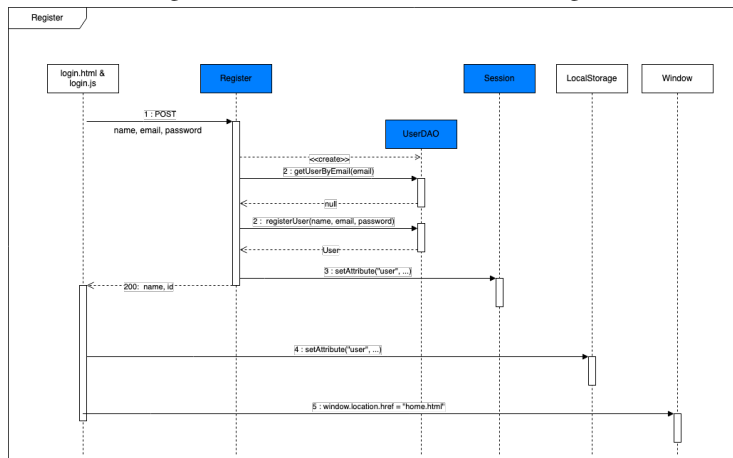 Register
login.html &
login.js
Register
Session
LocalStorage
Window
1 : POST
name, email, password
UserDAO
<<create>>
2 : getUserByEmail(email)
null
2 : registerUser(name, email, password)
User
3 : setAttribute("user", ...)
200: name, id
4 : setAttribute("user", ...)
5 : window.location.href = "home.html"